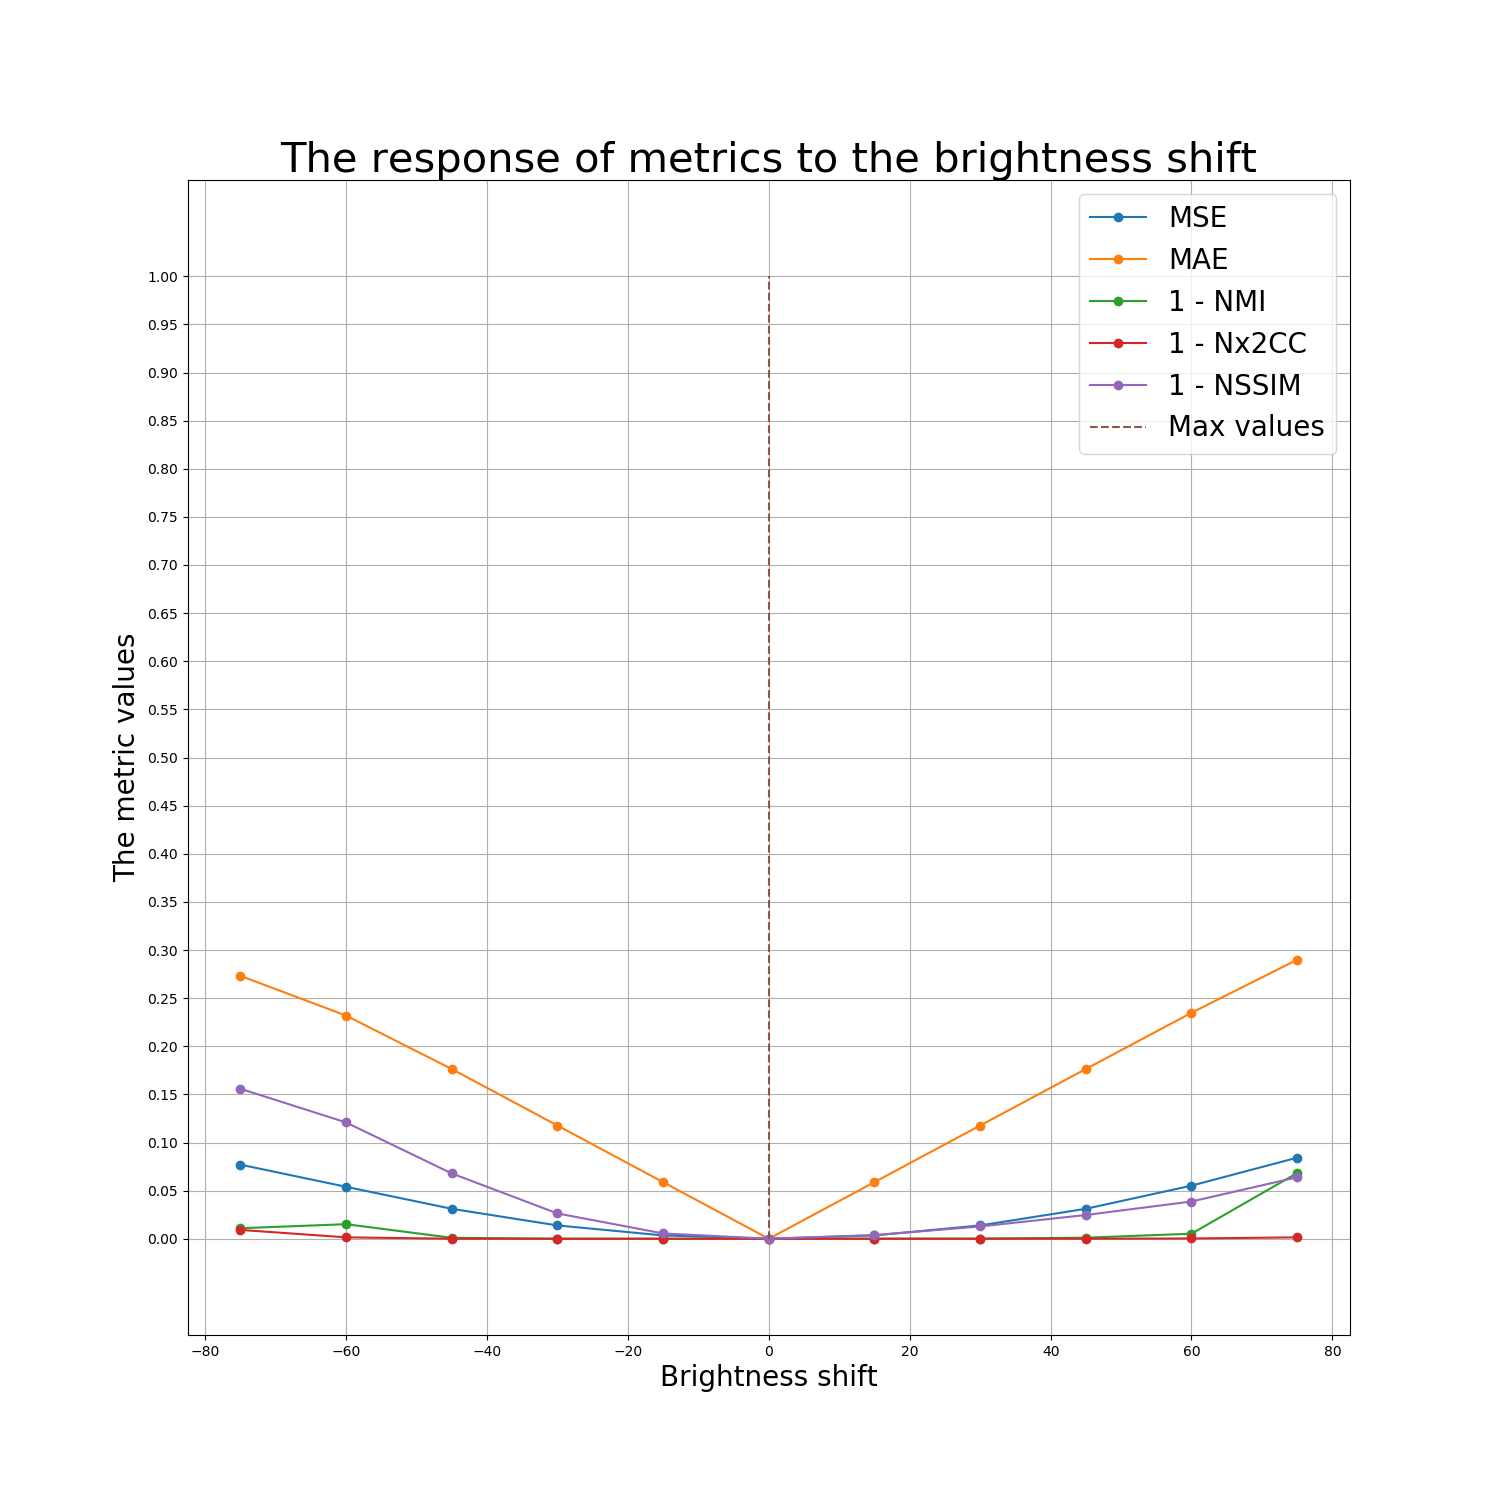 The response of metrics to the brightness shift
MSE
MAE
1 - NMI
1 - Nx2CC
1 - NSSIM
Max values
The metric values
1.00
0.95
0.90
0.85
0.80
0.75
0.70
0.65
0.60
0.55
0.50
0.45
0.40
0.35
0.30
0.25
0.20
0.15
0.10
0.05
0.00
−80 −60 −40 −20 0 20 40 60 80
Brightness shift